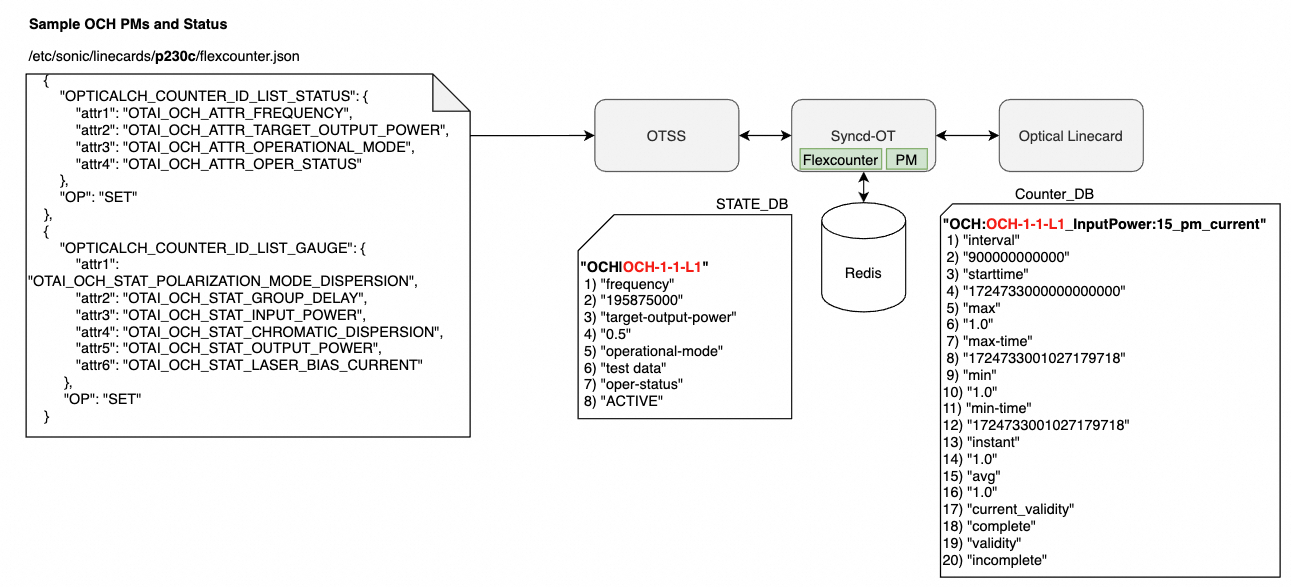 Sample OCH PMs and Status
/etc/sonic/linecards/p230c/flexcounter.json
{
"OPTICALCH_COUNTER_ID_LIST_STATUS": {
"attr1": "OTAI_OCH_ATTR_FREQUENCY",
"attr2": "OTAI_OCH_ATTR_TARGET_OUTPUT_POWER",
"attr3": "OTAI_OCH_ATTR_OPERATIONAL_MODE",
"attr4": "OTAI_OCH_ATTR_OPER_STATUS"
},
"OP": "SET"
},
{
"OPTICALCH_COUNTER_ID_LIST_GAUGE": {
"attr1":
"OTAI_OCH_STAT_POLARIZATION_MODE_DISPERSION",
"attr2": "OTAI_OCH_STAT_GROUP_DELAY",
"attr3": "OTAI_OCH_STAT_INPUT_POWER",
"attr4": "OTAI_OCH_STAT_CHROMATIC_DISPERSION",
"attr5": "OTAI_OCH_STAT_OUTPUT_POWER",
"attr6": "OTAI_OCH_STAT_LASER_BIAS_CURRENT"
},
"OP": "SET"
}
OTSS
Syncd-OT
Flexcounter
PM
Optical Linecard
Redis
STATE_DB
"OCH|OCH-1-1-L1"
1) "frequency"
2) "195875000"
3) "target-output-power"
4) "0.5"
5) "operational-mode"
6) "test data"
7) "oper-status"
8) "ACTIVE"
Counter_DB
"OCH:OCH-1-1-L1_InputPower:15_pm_current"
1) "interval"
2) "900000000000"
3) "starttime"
4) "1724733000000000000"
5) "max"
6) "1.0"
7) "max-time"
8) "1724733001027179718"
9) "min"
10) "1.0"
11) "min-time"
12) "1724733001027179718"
13) "instant"
14) "1.0"
15) "avg"
16) "1.0"
17) "current_validity"
18) "complete"
19) "validity"
20) "incomplete"